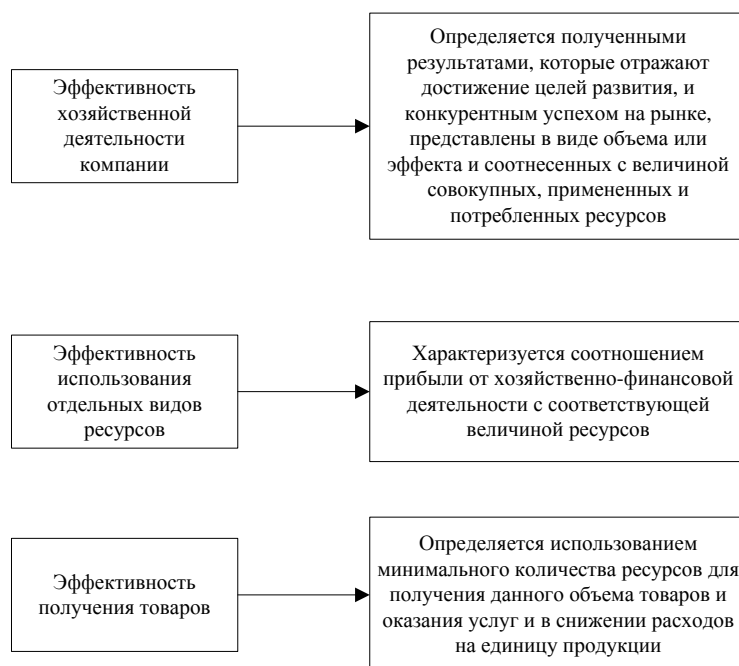 Эффективность
хозяйственной
деятельности
компании
Определяется полученными
результатами, которые отражают
достижение целей развития, и
конкурентным успехом на рынке,
представлены в виде объема или
эффекта и соотнесенных с величиной
совокупных, примененных и
потребленных ресурсов
Эффективность
использования
отдельных видов
ресурсов
Характеризуется соотношением
прибыли от хозяйственно-финансовой
деятельности с соответствующей
величиной ресурсов
Эффективность
получения товаров
Определяется использованием
минимального количества ресурсов для
получения данного объема товаров и
оказания услуг и в снижении расходов
на единицу продукции